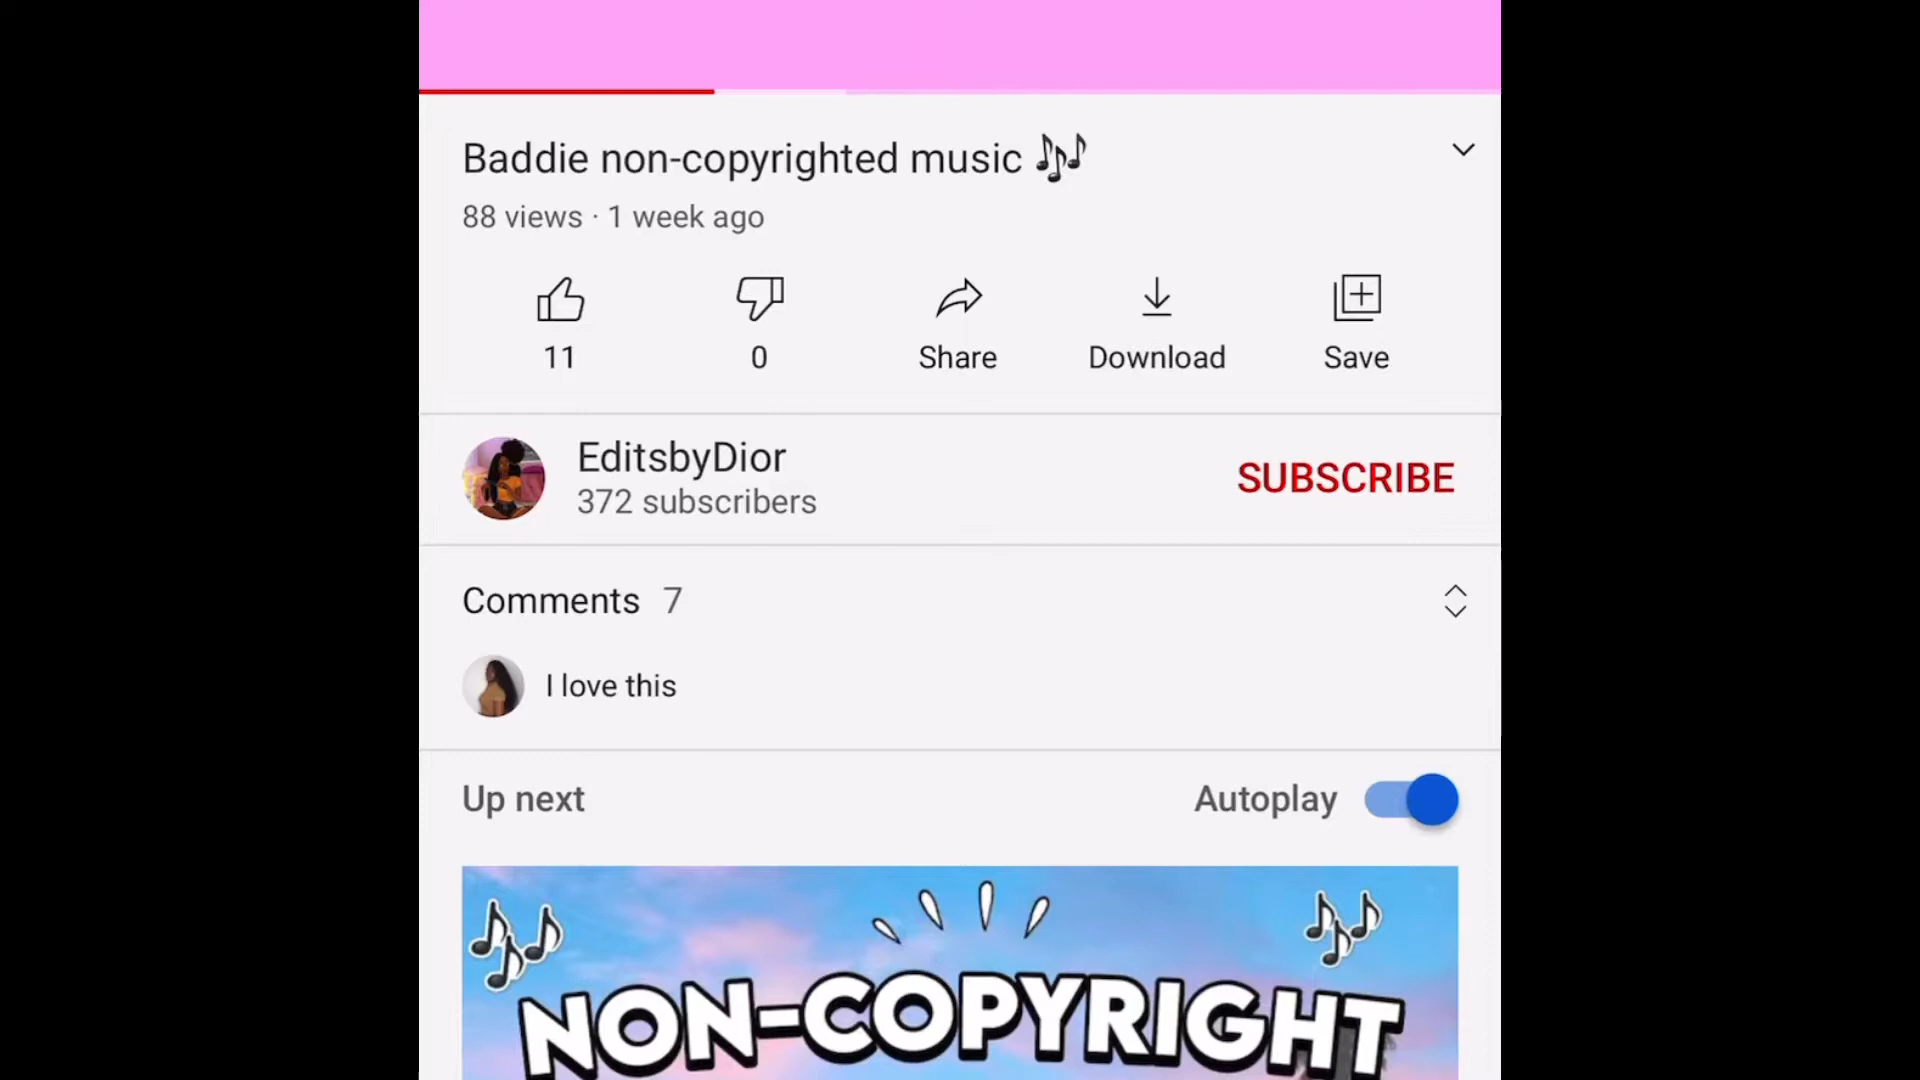 Baddie non-copyrighted music 🎶
88 views · 1 week ago
11
0
Share
Download
Save
EditsbyDior
372 subscribers
SUBSCRIBE
Comments 7
I love this
Up next
Autoplay
NON-COPYRIGHT